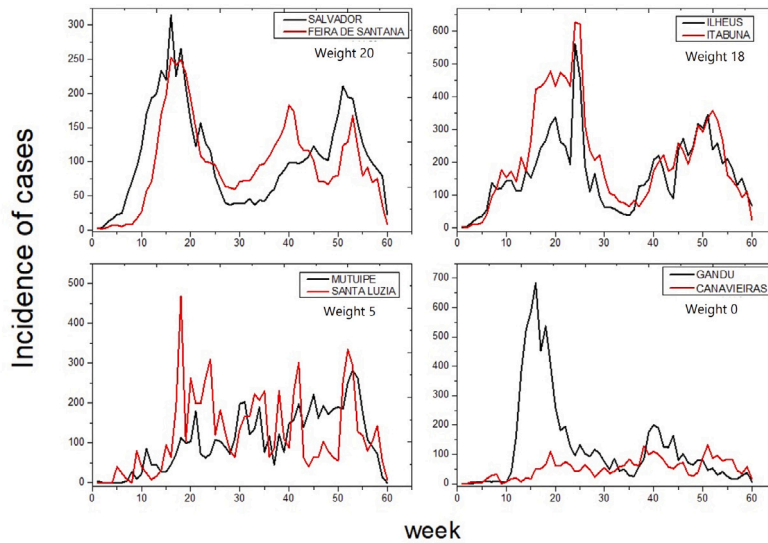 SALVADOR
FEIRA DE SANTANA
Weight 20
300
250
200
150
100
50
0
0 10 20 30 40 50 60
ILHEUS
ITABUNA
Weight 18
600
500
400
300
200
100
0
0 10 20 30 40 50 60
Incidence of cases
MUTUIPE
SANTA LUZIA
Weight 5
500
400
300
200
100
0
0 10 20 30 40 50 60
GANDU
CANAVIEIRAS
Weight 0
700
600
500
400
300
200
100
0
0 10 20 30 40 50 60
week